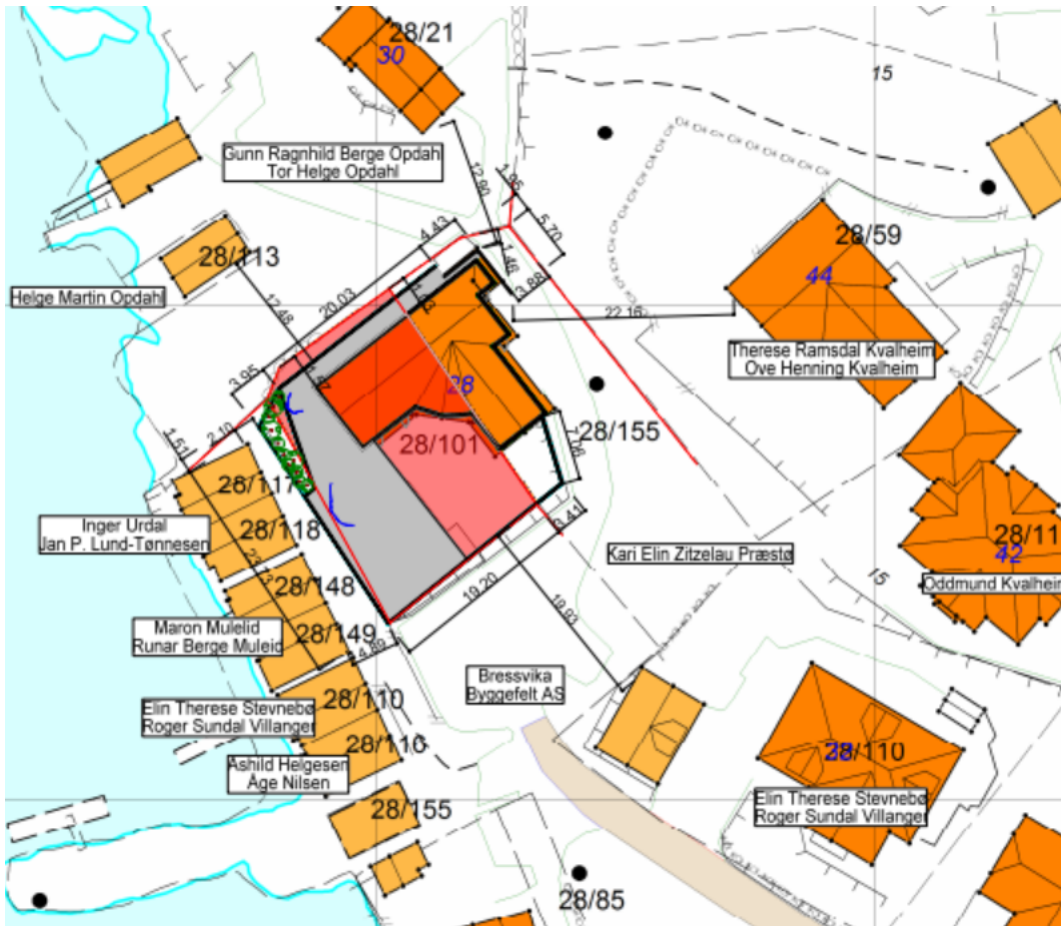 28/21
30
15
Gunn Ragnhild Berge Opdah
Tor Helge Opdahl
12.90
1.95
5.70
4.43
1.46
3.88
28/59
44
28/113
Helge Martin Opdahl
20.03
12.48
22.16
Therese Ramsdal Kvalheim
Ove Henning Kvalheim
3.95
28
28/101
28/155
2.10
1.51
28/117
28/118
Inger Urdal
Jan P. Lund-Tønnesen
3.41
28/11
42
Kari Elin Zitzelau Præstø
15
Oddmund Kvalhein
19.20
19.93
28/148
28/149
Maron Mulelid
Runar Berge Muleid
4.89
Bressvika
Byggefelt AS
28/110
Elin Therese Stevnebø
Roger Sundal Villanger
28/110
28/110
Åshild Helgesen
Åge Nilsen
Elin Therese Stevnebø
Roger Sundal Villanger
28/155
28/85